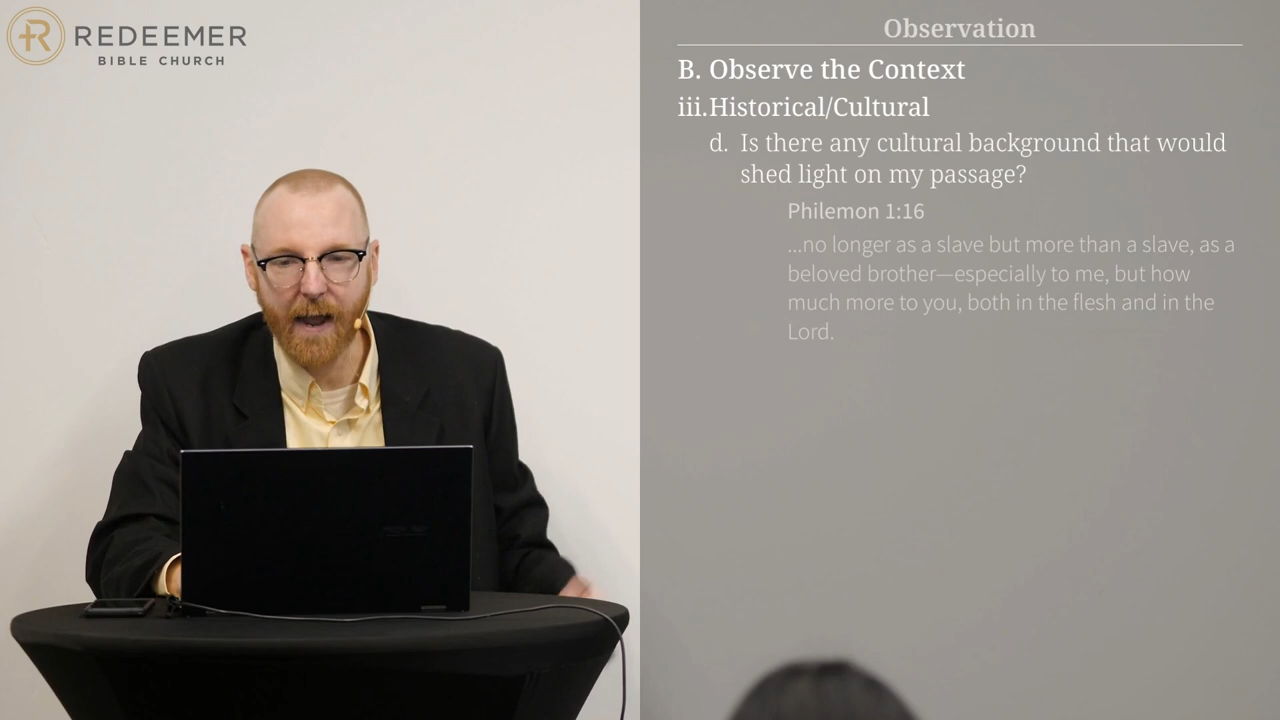 REDEEMER
BIBLE CHURCH
Observation
B. Observe the Context
iii.Historical/Cultural
d. Is there any cultural background that would
shed light on my passage?
Philemon 1:16
...no longer as a slave but more than a slave, as a
beloved brother—especially to me, but how
much more to you, both in the flesh and in the
Lord.